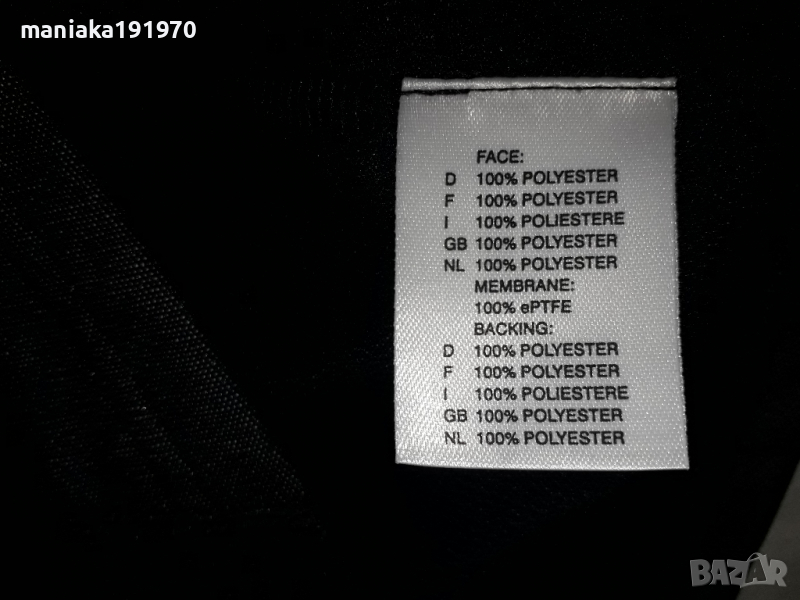 maniaka191970
FACE:
D 100% POLYESTER
F 100% POLYESTER
I 100% POLIESTERE
GB 100% POLYESTER
NL 100% POLYESTER
MEMBRANE:
100% ePTFE
BACKING:
D 100% POLYESTER
F 100% POLYESTER
I 100% POLIESTERE
GB 100% POLYESTER
NL 100% POLYESTER
BAZAR